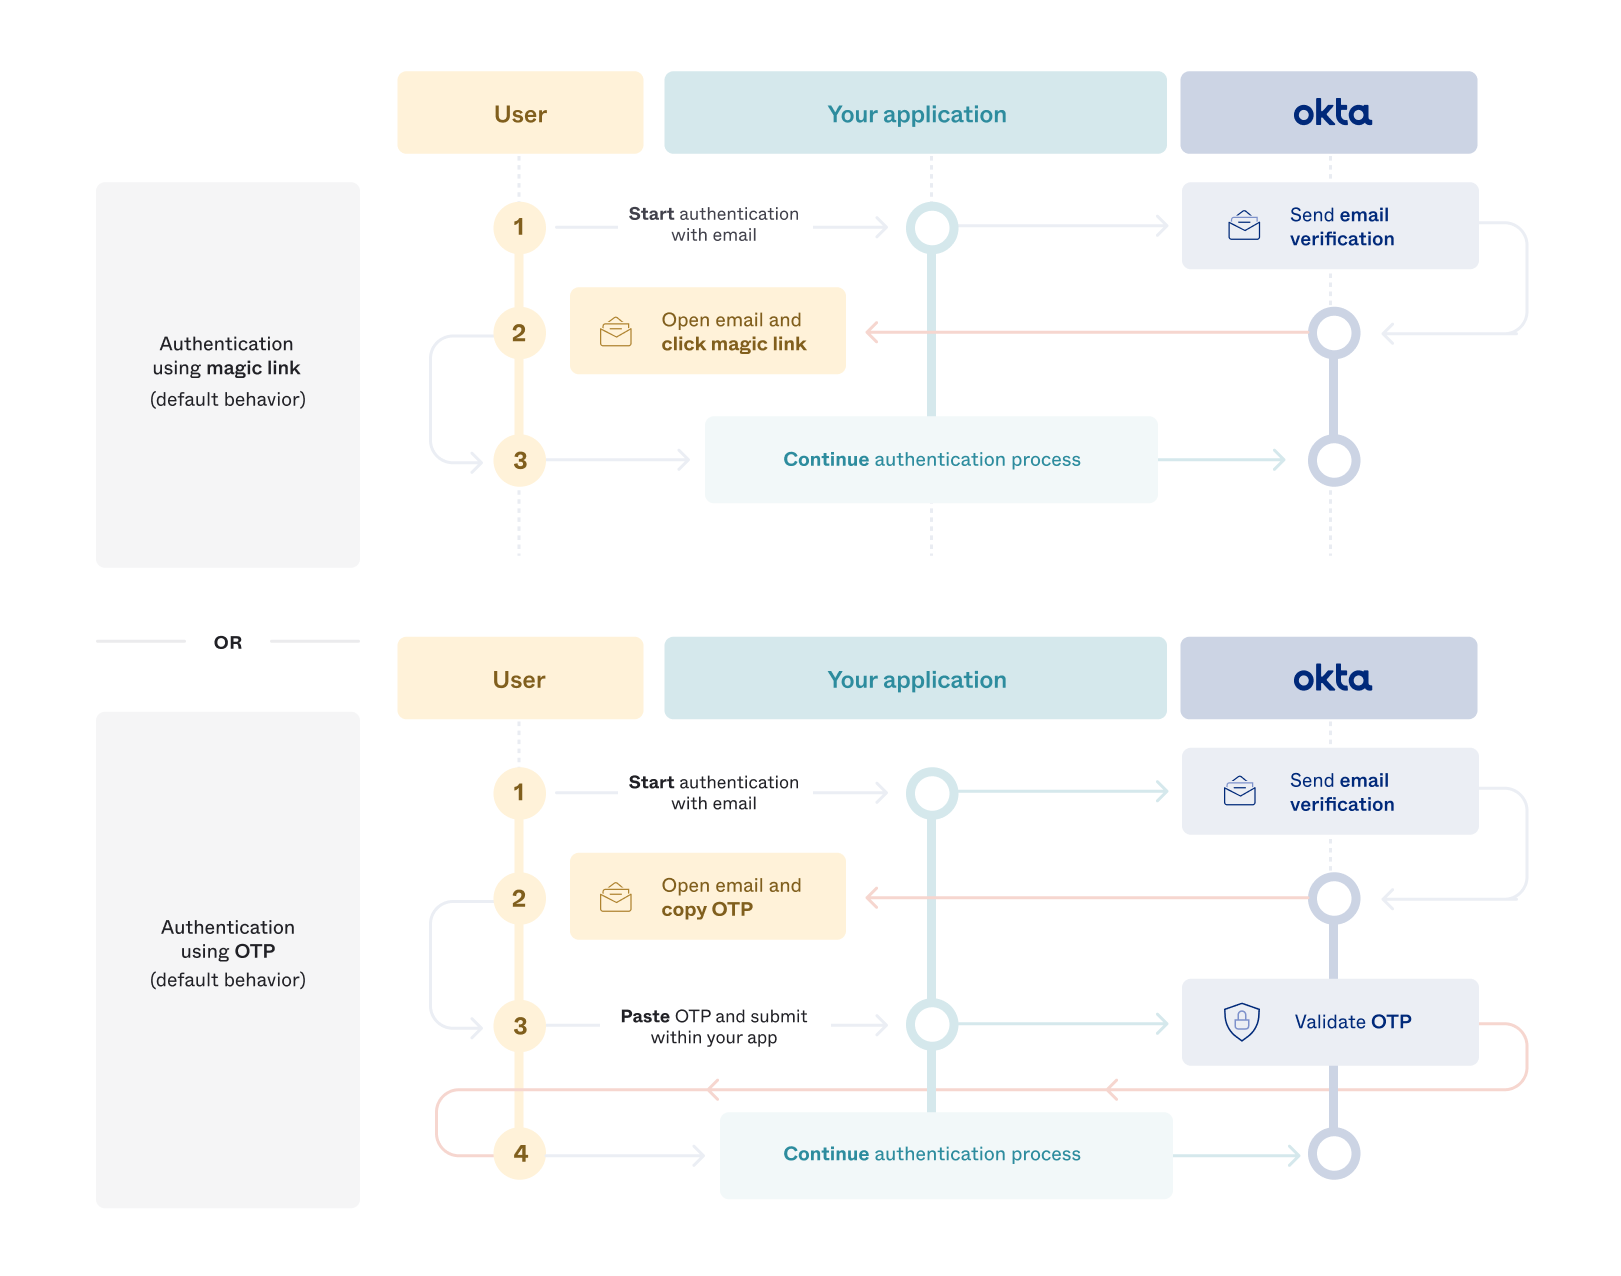 User
Your application
okta
1
Start authentication
with email
Send email
verification
Authentication
using magic link
(default behavior)
2
Open email and
click magic link
3
Continue authentication process
OR
User
Your application
okta
1
Start authentication
with email
Send email
verification
Authentication
using OTP
(default behavior)
2
Open email and
copy OTP
3
Paste OTP and submit
within your app
Validate OTP
4
Continue authentication process